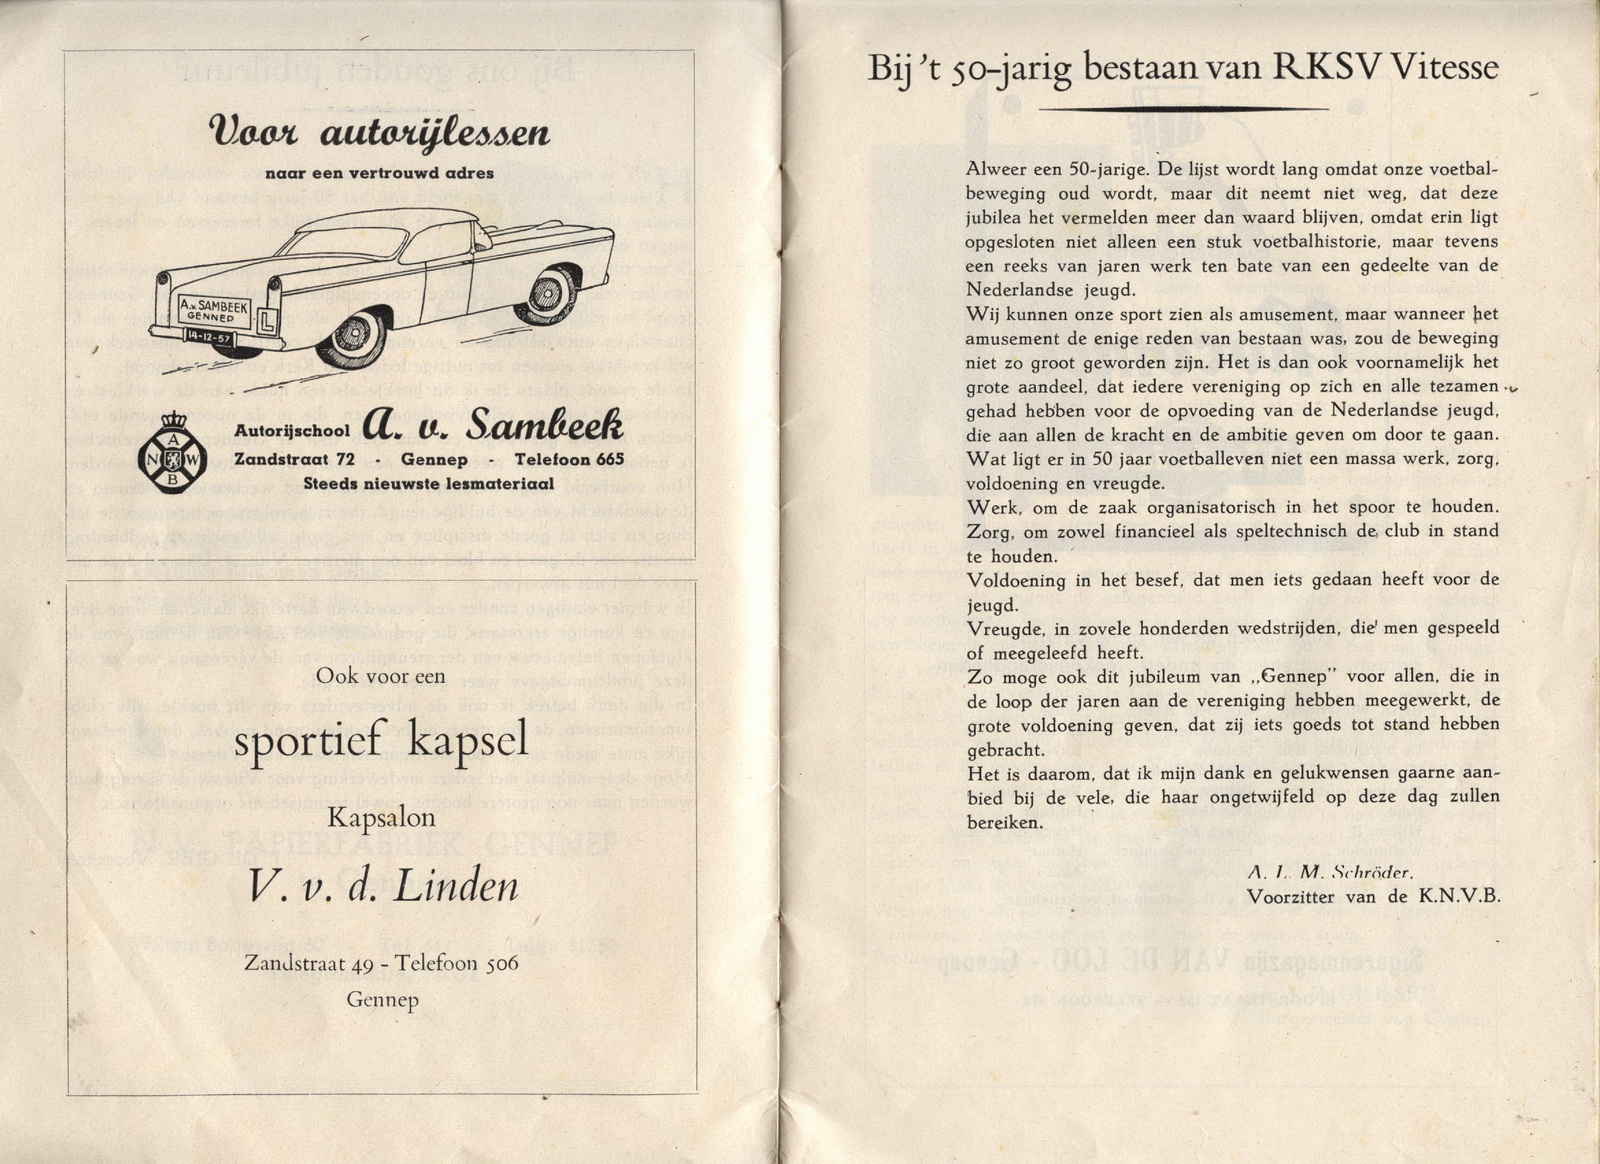 Voor autorijlessen
naar een vertrouwd adres
A.v. SAMBEEK
GENNEP
L
14-12-57
A
N W
B
Autorijschool A. v. Sambeek
Zandstraat 72 - Gennep - Telefoon 665
Steeds nieuwste lesmateriaal
Ook voor een
sportief kapsel
Kapsalon
V. v. d. Linden
Zandstraat 49 - Telefoon 506
Gennep
Bij 't 50-jarig bestaan van RKSV Vitesse
Alweer een 50-jarige. De lijst wordt lang omdat onze voetbal-
beweging oud wordt, maar dit neemt niet weg, dat deze
jubilea het vermelden meer dan waard blijven, omdat erin ligt
opgesloten niet alleen een stuk voetbalhistorie, maar tevens
een reeks van jaren werk ten bate van een gedeelte van de
Nederlandse jeugd.
Wij kunnen onze sport zien als amusement, maar wanneer het
amusement de enige reden van bestaan was, zou de beweging
niet zo groot geworden zijn. Het is dan ook voornamelijk het
grote aandeel, dat iedere vereniging op zich en alle tezamen
gehad hebben voor de opvoeding van de Nederlandse jeugd,
die aan allen de kracht en de ambitie geven om door te gaan.
Wat ligt er in 50 jaar voetballeven niet een massa werk, zorg,
voldoening en vreugde.
Werk, om de zaak organisatorisch in het spoor te houden.
Zorg, om zowel financieel als speltechnisch de club in stand
te houden.
Voldoening in het besef, dat men iets gedaan heeft voor de
jeugd.
Vreugde, in zovele honderden wedstrijden, die men gespeeld
of meegeleefd heeft.
Zo moge ook dit jubileum van „Gennep” voor allen, die in
de loop der jaren aan de vereniging hebben meegewerkt, de
grote voldoening geven, dat zij iets goeds tot stand hebben
gebracht.
Het is daarom, dat ik mijn dank en gelukwensen gaarne aan-
bied bij de vele, die haar ongetwijfeld op deze dag zullen
bereiken.
A. L. M. Schröder.
Voorzitter van de K.N.V.B.